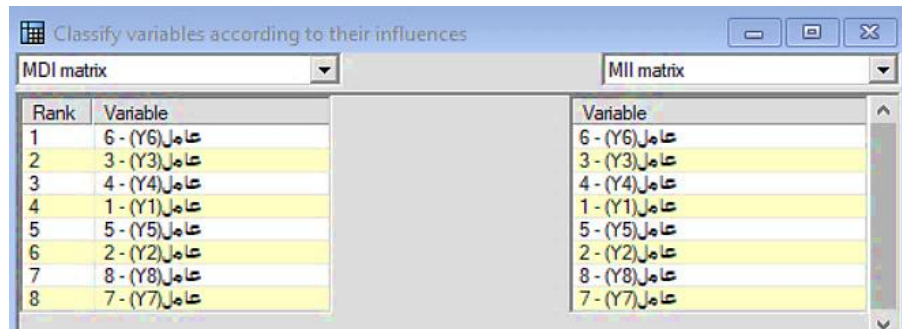 Classify variables according to their influences
MDI matrix MII matrix
Rank Variable Variable
1 6 - (Y6)عامل 6 - (Y6)عامل
2 3 - (Y3)عامل 3 - (Y3)عامل
3 4 - (Y4)عامل 4 - (Y4)عامل
4 1 - (Y1)عامل 1 - (Y1)عامل
5 5 - (Y5)عامل 5 - (Y5)عامل
6 2 - (Y2)عامل 2 - (Y2)عامل
7 8 - (Y8)عامل 8 - (Y8)عامل
8 7 - (Y7)عامل 7 - (Y7)عامل